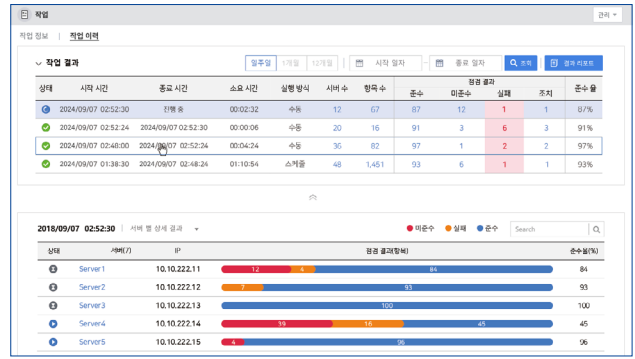 작업
관리
작업 정보 | 작업 이력
작업 결과
일주일 1개월 12개월 시작 일자 - 종료 일자 조회 결과 리포트
상태 시작 시간 종료 시간 소요 시간 실행 방식 서버 수 항목 수 점검 결과 준수 율
준수 미준수 실패 조치
2024/09/07 02:52:30 진행 중 00:02:32 수동 12 67 87 12 1 1 87%
2024/09/07 02:52:24 2024/09/07 02:52:30 00:00:06 수동 20 16 91 3 6 3 91%
2024/09/07 02:48:00 2024/09/07 02:52:24 00:04:24 수동 36 82 97 1 2 2 97%
2024/09/07 01:38:30 2024/09/07 02:48:24 01:10:54 스케줄 48 1,451 93 6 1 1 93%
2018/09/07 02:52:30 | 서버 별 상세 결과 미준수 실패 준수 Search
상태 서버(7) IP 점검 결과(항목) 준수율(%)
Server1 10.10.222.11 12 4 84 84
Server2 10.10.222.12 7 93 93
Server3 10.10.222.13 100 100
Server4 10.10.222.14 39 16 45 45
Server5 10.10.222.15 4 96 96